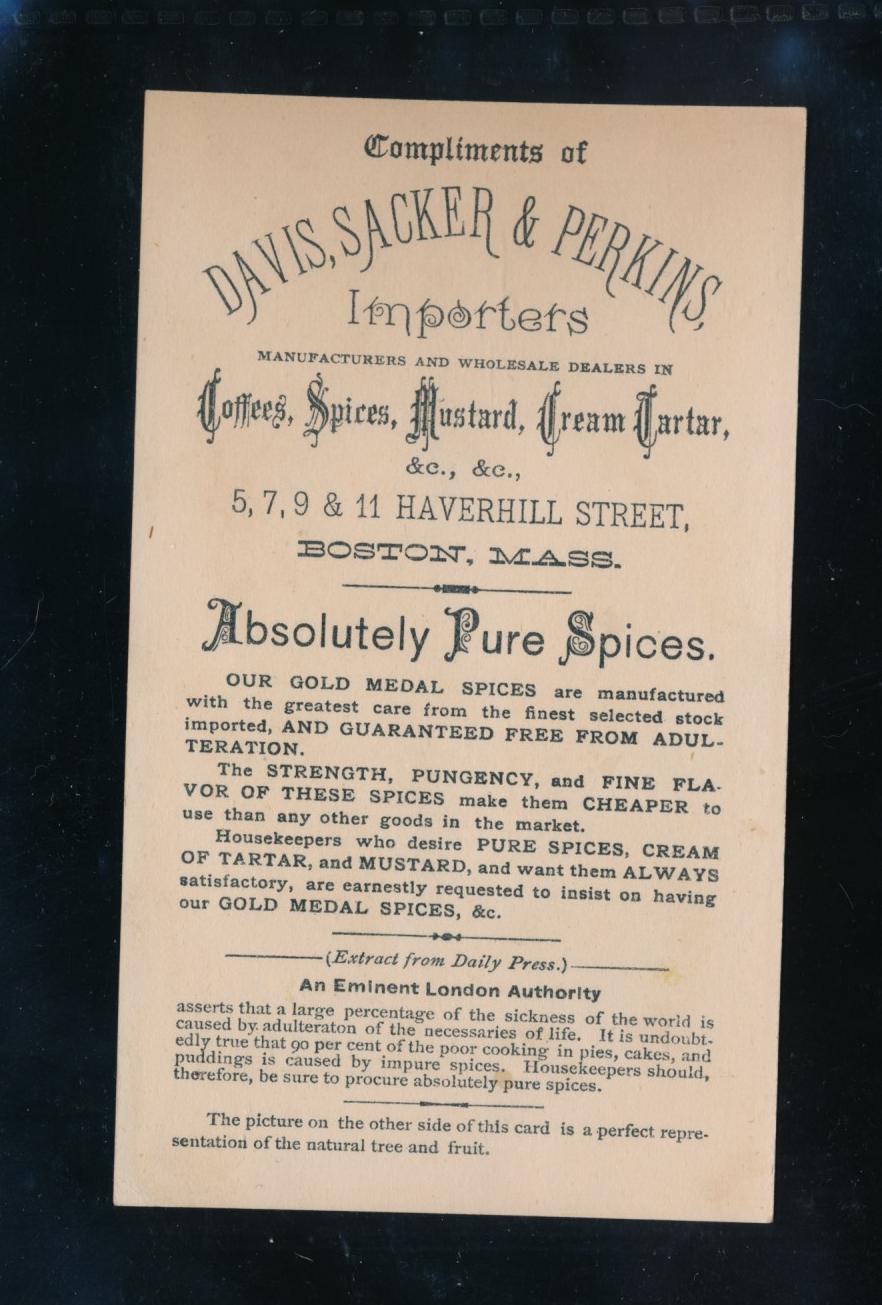 Compliments of
DAVIS, SACKER & PERKINS,
Importers
MANUFACTURERS AND WHOLESALE DEALERS IN
Coffees, Spices, Mustard, Cream Tartar,
&c., &c.,
5, 7, 9 & 11 HAVERHILL STREET,
BOSTON, MASS.
Absolutely Pure Spices.
OUR GOLD MEDAL SPICES are manufactured
with the greatest care from the finest selected stock
imported, AND GUARANTEED FREE FROM ADUL-
TERATION.
The STRENGTH, PUNGENCY, and FINE FLA-
VOR OF THESE SPICES make them CHEAPER to
use than any other goods in the market.
Housekeepers who desire PURE SPICES, CREAM
OF TARTAR, and MUSTARD, and want them ALWAYS
satisfactory, are earnestly requested to insist on having
our GOLD MEDAL SPICES, &c.
(Extract from Daily Press.)
An Eminent London Authority
asserts that a large percentage of the sickness of the world is
caused by adulteraton of the necessaries of life. It is undoubt-
edly true that 90 per cent of the poor cooking in pies, cakes, and
puddings is caused by impure spices. Housekeepers should,
therefore, be sure to procure absolutely pure spices.
The picture on the other side of this card is a perfect repre-
sentation of the natural tree and fruit.